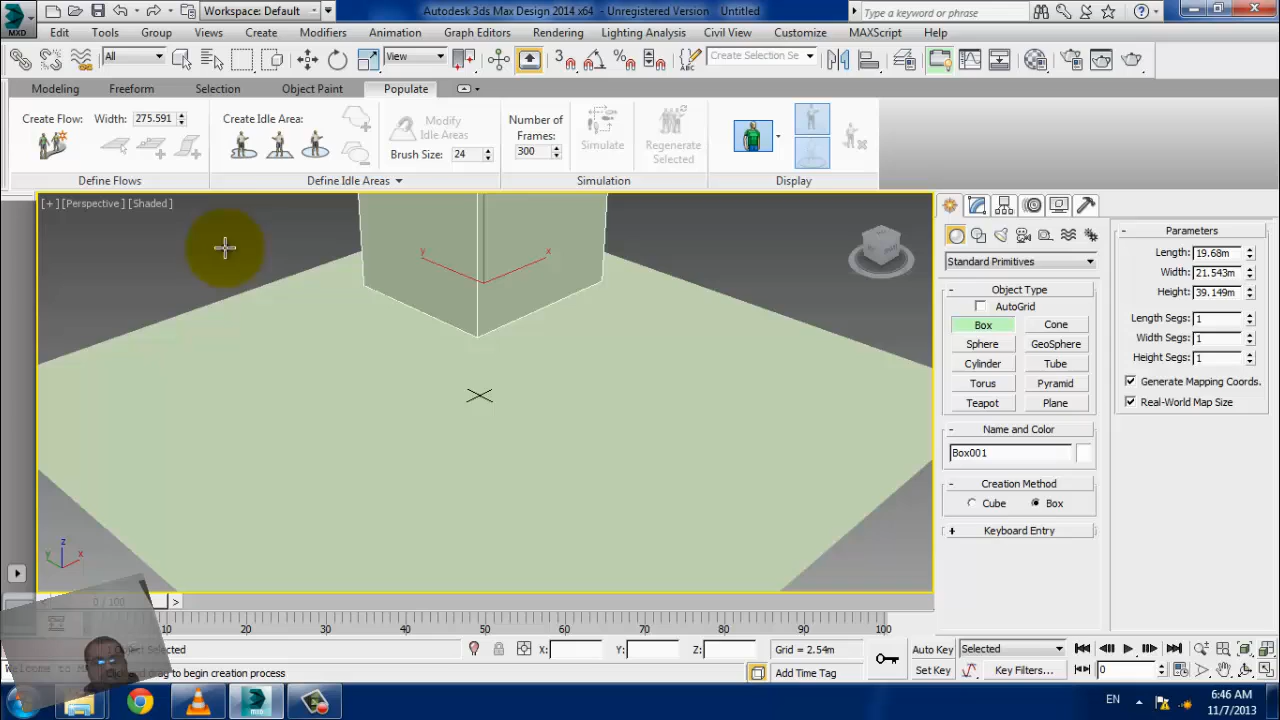 MXD Workspace: Default Autodesk 3ds Max Design 2014 x64 - Unregistered Version Untitled Type a keyword or phrase
Edit Tools Group Views Create Modifiers Animation Graph Editors Rendering Lighting Analysis Civil View Customize MAXScript Help
All View 3 Create Selection Se
Modeling Freeform Selection Object Paint Populate
Create Flow: Width: 275.591 Create Idle Area: Modify Idle Areas Number of Frames: Simulate Regenerate Selected
Brush Size: 24 300
Define Flows Define Idle Areas Simulation Display
[+] [Perspective] [Shaded]
y x
z
y x
Standard Primitives
- Object Type
AutoGrid
Box Cone
Sphere GeoSphere
Cylinder Tube
Torus Pyramid
Teapot Plane
- Name and Color
Box001
- Creation Method
Cube Box
+ Keyboard Entry
- Parameters
Length: 19.68m
Width: 21.543m
Height: 39.149m
Length Segs: 1
Width Segs: 1
Height Segs: 1
Generate Mapping Coords.
Real-World Map Size
0 / 100 >
10 20 30 40 50 60 70 80 90 100
Selected X: Y: Z: Grid = 2.54m Auto Key Selected
Welcome to M drag to begin creation process Add Time Tag Set Key Key Filters... 0
MXD EN 6:46 AM
11/7/2013